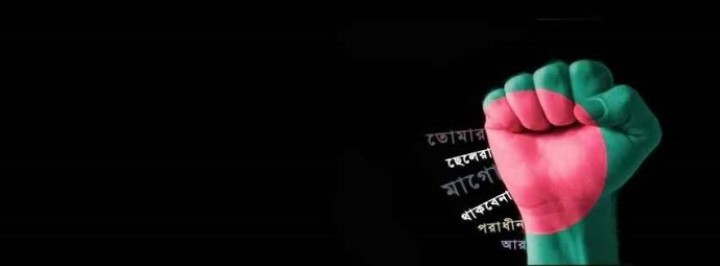 তোমার
ছেলেরা
মাগো
থাকবেনা
পরাধীন
আর